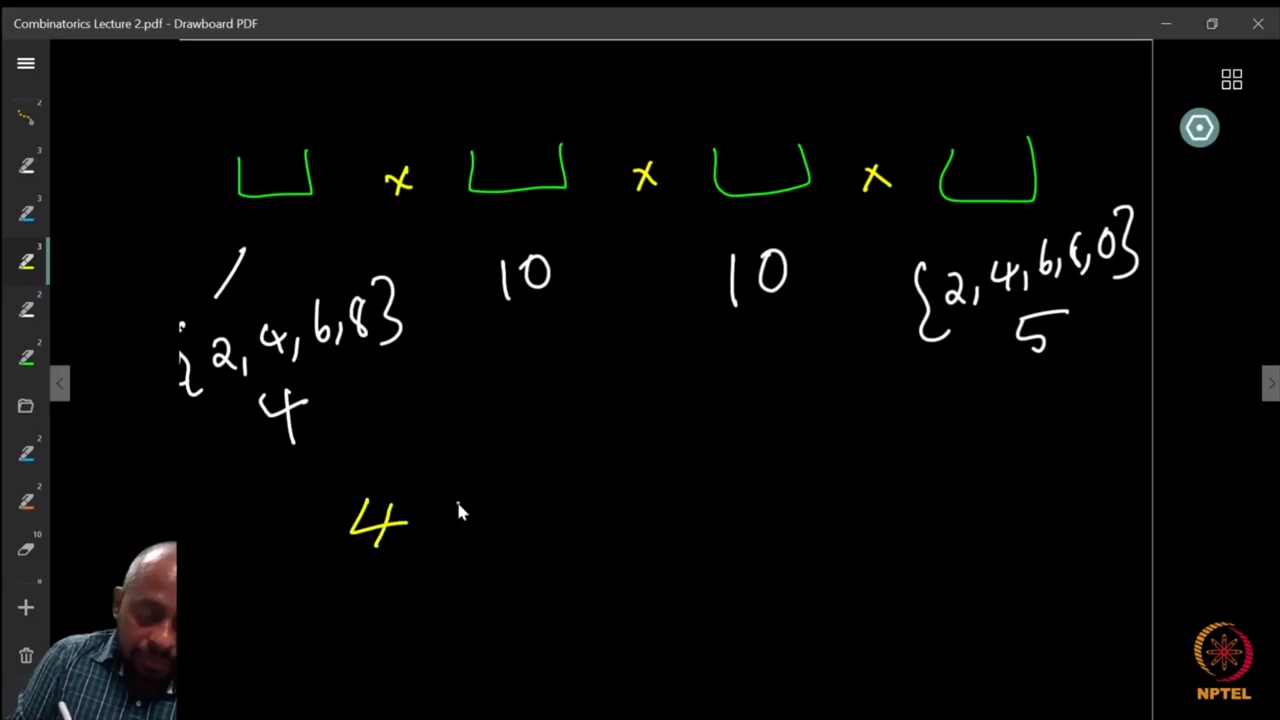 Combinatorics Lecture 2.pdf - Drawboard PDF
x x x
{2, 4, 6, 8} 10 10 {2, 4, 6, 8, 0}
4 5
4
NPTEL